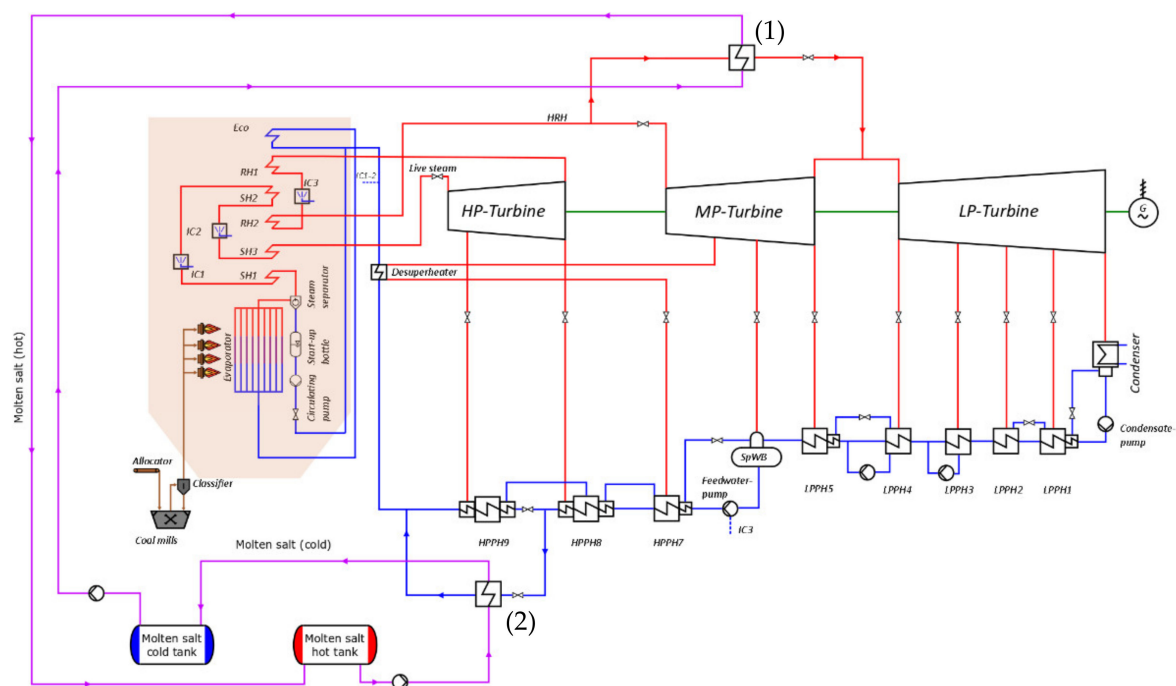 (1)
Eco
HRH
RH1
Live steam
IC1-2
IC3
SH2
HP-Turbine
MP-Turbine
LP-Turbine
G
~
RH2
IC2
SH3
IC1
SH1
Desuperheater
Steam
separator
Start-up
bottle
Circulating
pump
Evaporator
Molten salt (hot)
Condenser
Condensate-
pump
Allocator
Classifier
Coal mills
SpWB
Feedwater-
pump
IC3
LPPH5
LPPH4
LPPH3
LPPH2
LPPH1
HPPH9
HPPH8
HPPH7
Molten salt (cold)
(2)
Molten salt
cold tank
Molten salt
hot tank